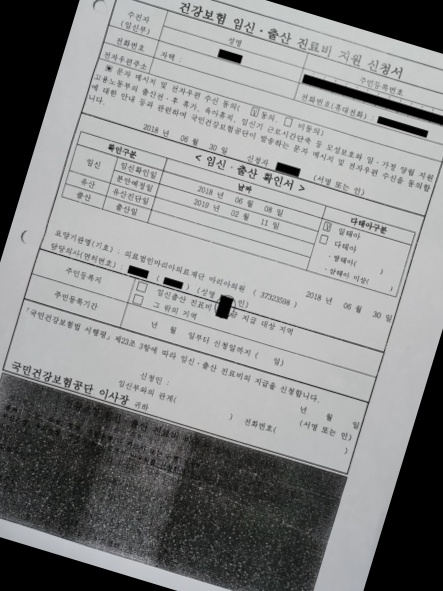 건강보험 임신·출산 진료비 지원 신청서
수진자
(임신부)
성명
주민등록번호
전화번호
자택
전화번호(휴대전화) :
전자우편주소
문자 메시지 및 전자우편 수신 동의( ☑ 동의, □ 비동의)
고용노동부의 출산전·후 휴가, 육아휴직, 임신기 근로시간단축 등 모성보호와 일·가정 양립 지원
에 대한 안내 등과 관련하여 국민건강보험공단이 발송하는 문자 메시지 및 전자우편 수신을 동의합
니다.
2018 년 06 월 30 일 신청자 (서명 또는 인)
< 임신·출산 확인서 >
확인구분
날짜
다태아구분
임신
임신확인일
2018 년 06 월 08 일
☑ 일태아
분만예정일
2019 년 02 월 11 일
□ 다태아
유산
유산진단일
· 쌍태아( )
출산
출산일
· 삼태아 이상( )
요양기관명(기호) : 의료법인마리아의료재단 마리아의원 ( 37323598 ) 2018 년 06 월 30 일
담당의사(면허번호) : ( ) (서명 인)
주민등록지
□ 임신출산 진료비 지급 대상 지역
□ 그 외의 지역
주민등록기간
년 월 일부터 신청일까지 ( 일)
「국민건강보험법 시행령」 제23조 3항에 따라 임신·출산 진료비의 지급을 신청합니다.
년 월 일
신청인 : (서명 또는 인)
임신부와의 관계( ) 전화번호( )
국민건강보험공단 이사장 귀하